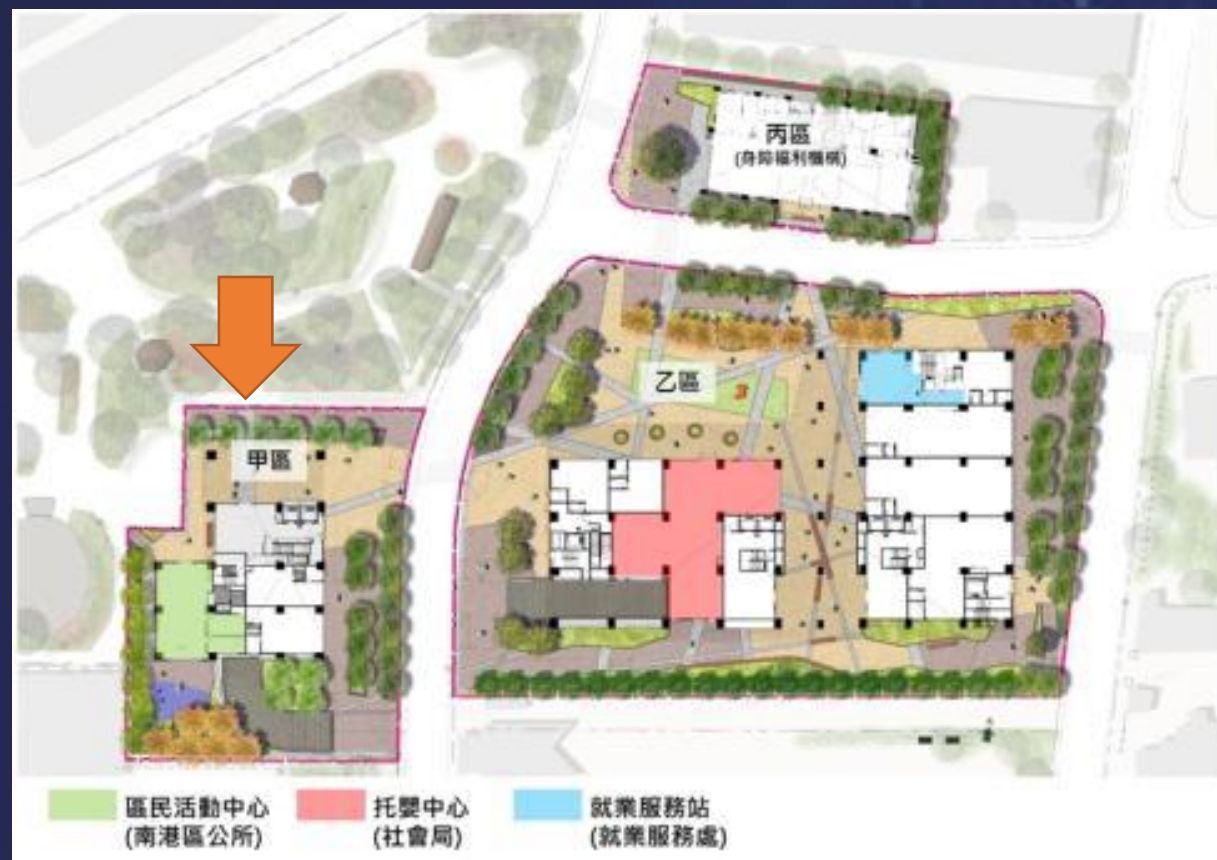 丙區
(身障福利機構)
乙區
3
甲區
區民活動中心
(南港區公所)
托嬰中心
(社會局)
就業服務站
(就業服務處)